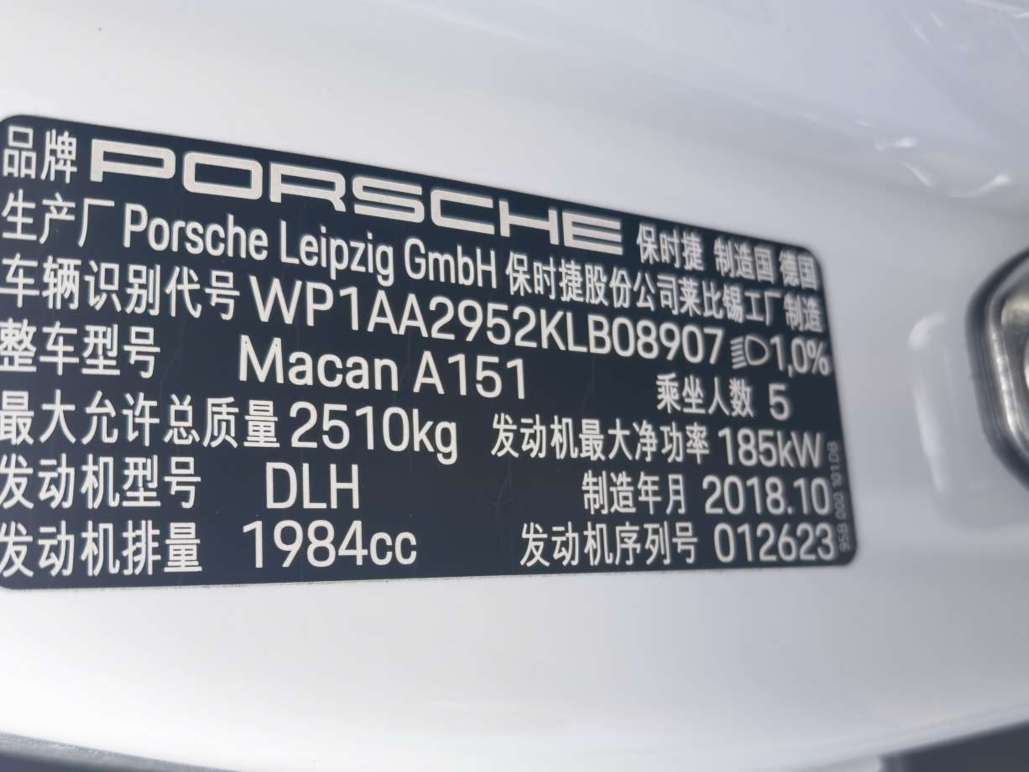 品牌 PORSCHE 保时捷 制造国 德国
生产厂 Porsche Leipzig GmbH 保时捷股份公司莱比锡工厂制造
车辆识别代号 WP1AA2952KLB08907 1,0%
整车型号 Macan A151 乘坐人数 5
最大允许总质量 2510kg 发动机最大净功率 185kW
发动机型号 DLH 制造年月 2018.10
发动机排量 1984cc 发动机序列号 012623
95B 000 101 DB